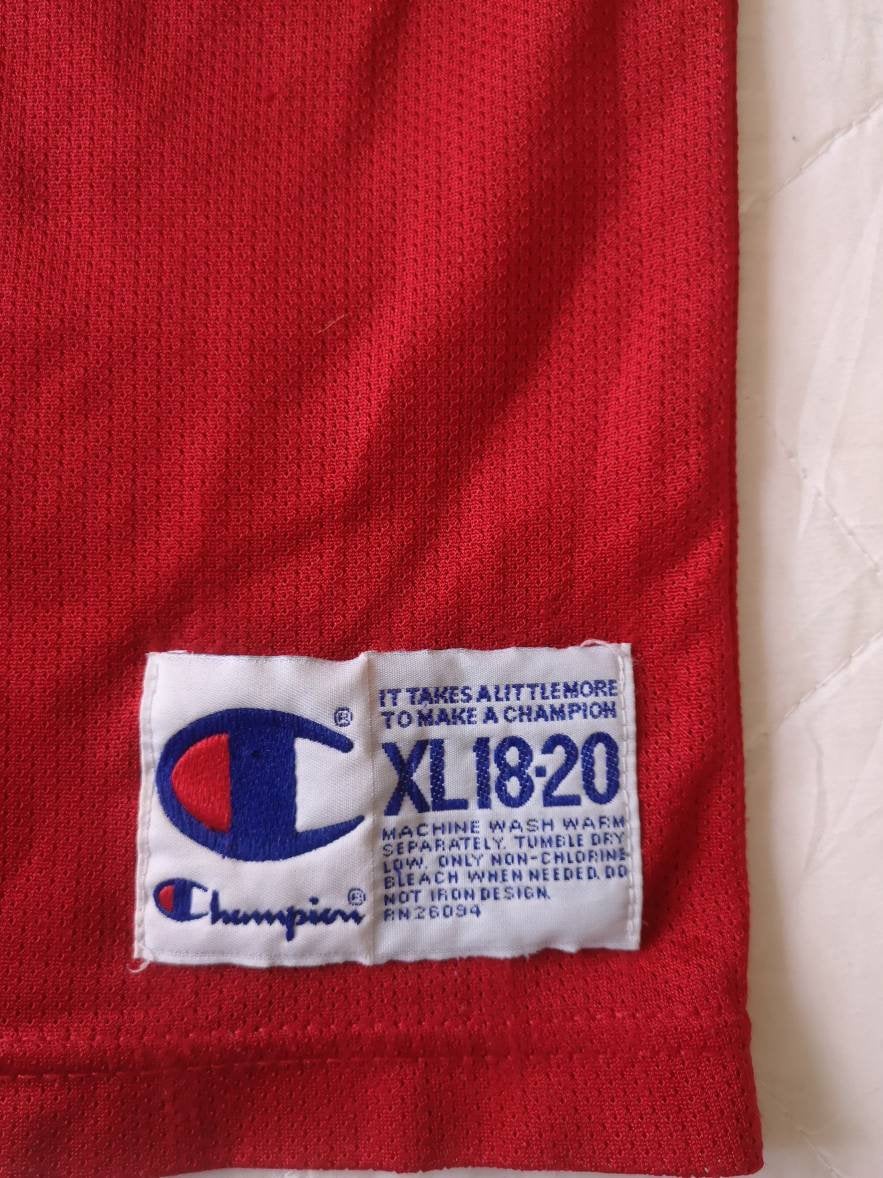 ®
Champion®
IT TAKES A LITTLE MORE
TO MAKE A CHAMPION
XL 18-20
MACHINE WASH WARM
SEPARATELY. TUMBLE DRY
LOW. ONLY NON-CHLORINE
BLEACH WHEN NEEDED. DO
NOT IRON DESIGN.
RN26094